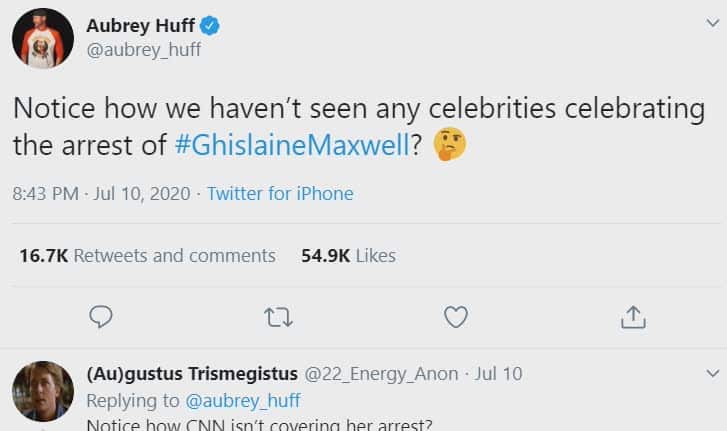 Aubrey Huff
@aubrey_huff
Notice how we haven't seen any celebrities celebrating
the arrest of #GhislaineMaxwell? 🤔
8:43 PM · Jul 10, 2020 · Twitter for iPhone
16.7K Retweets and comments 54.9K Likes
(Au)gustus Trismegistus @22_Energy_Anon · Jul 10
Replying to @aubrey_huff
Notice how CNN isn't covering her arrest?